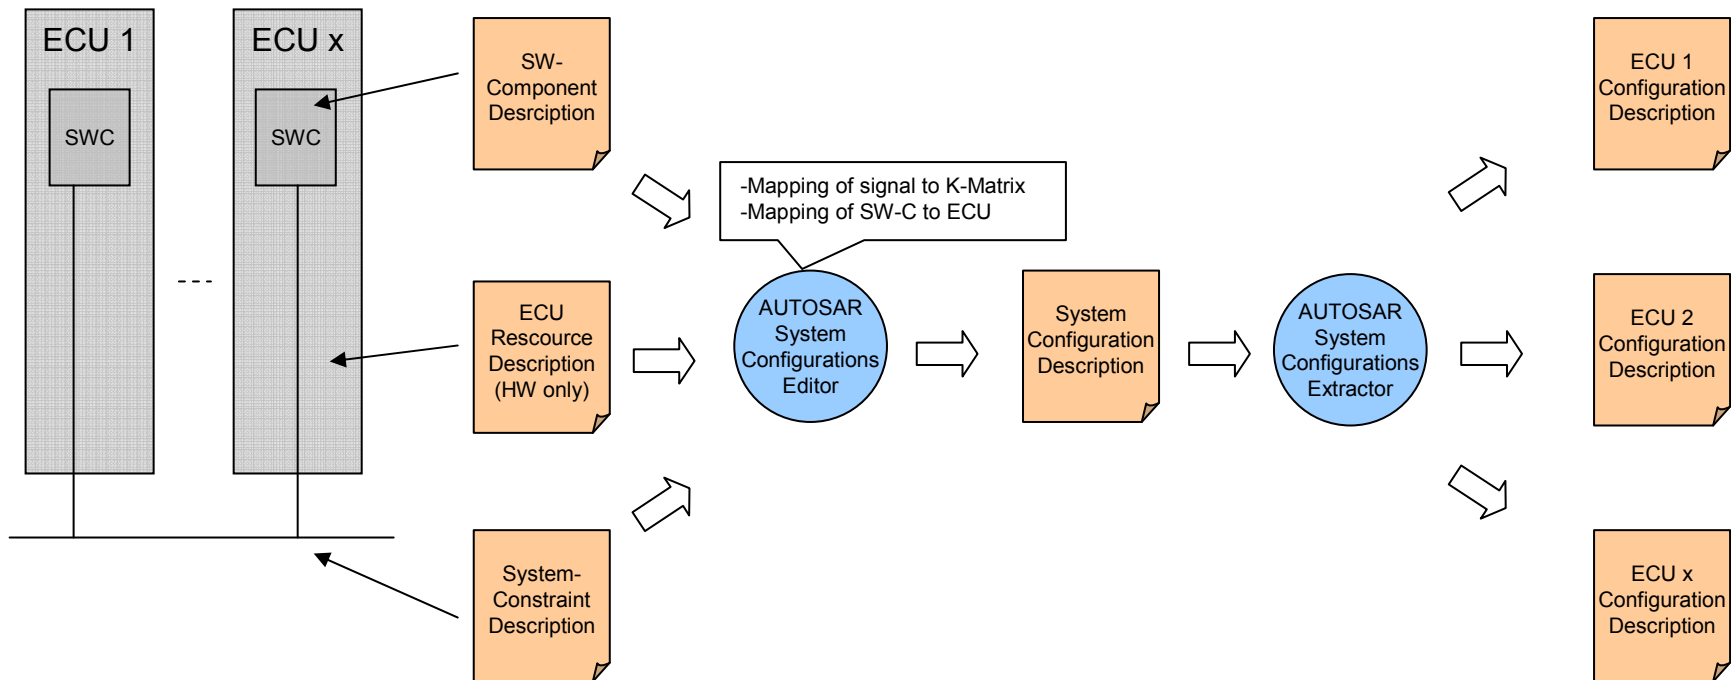 ECU 1
SWC
ECU x
SWC
SW-
Component
Desrciption
ECU
Rescource
Description
(HW only)
System-
Constraint
Description
-Mapping of signal to K-Matrix
-Mapping of SW-C to ECU
AUTOSAR
System
Configurations
Editor
System
Configuration
Description
AUTOSAR
System
Configurations
Extractor
ECU 1
Configuration
Description
ECU 2
Configuration
Description
ECU x
Configuration
Description